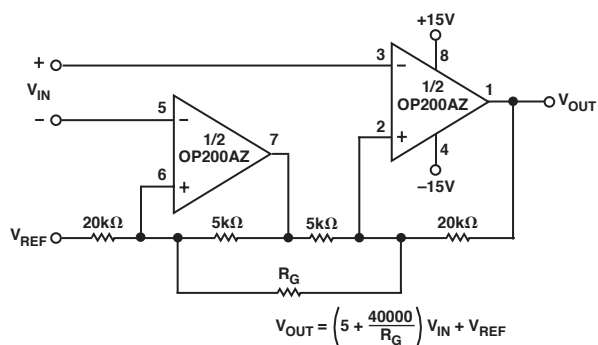 +15V
+
3
−
8
V_IN
1/2
OP200AZ
1
V_OUT
−
5
−
1/2
OP200AZ
7
2
+
4
6
+
−15V
V_REF
20kΩ
5kΩ
5kΩ
20kΩ
R_G
V_OUT = (5 + 40000/R_G) V_IN + V_REF